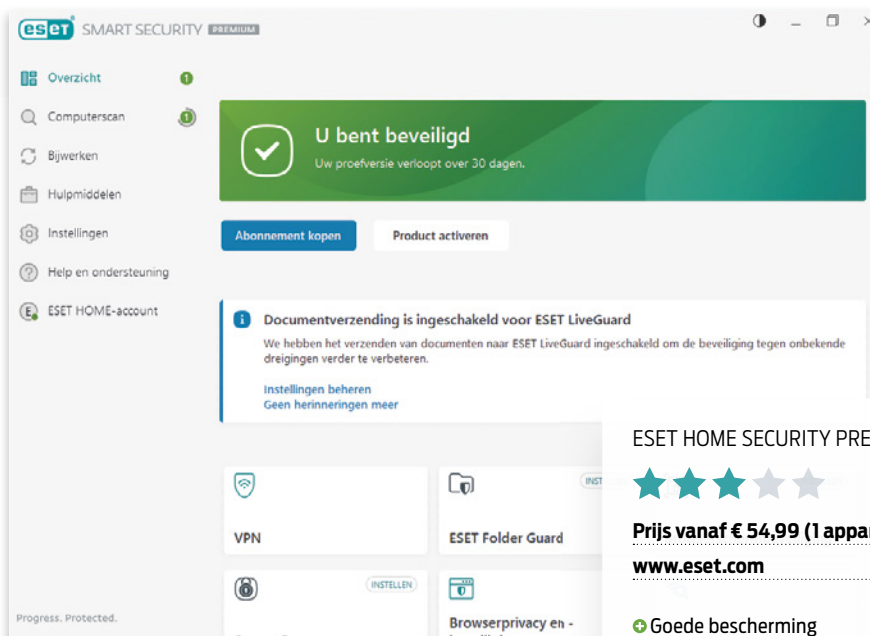 eset SMART SECURITY PREMIUM
Overzicht 1
Computerscan 1
Bijwerken
Hulpmiddelen
Instellingen
Help en ondersteuning
ESET HOME-account
Progress. Protected.
U bent beveiligd
Uw proefversie verloopt over 30 dagen.
Abonnement kopen
Product activeren
Documentverzending is ingeschakeld voor ESET LiveGuard
We hebben het verzenden van documenten naar ESET LiveGuard ingeschakeld om de beveiliging tegen onbekende
dreigingen verder te verbeteren.
Instellingen beheren
Geen herinneringen meer
VPN
INST
ESET Folder Guard
INSTELLEN
Browserprivacy en -
ESET HOME SECURITY PRE
Prijs vanaf € 54,99 (1 appar
www.eset.com
Goede bescherming